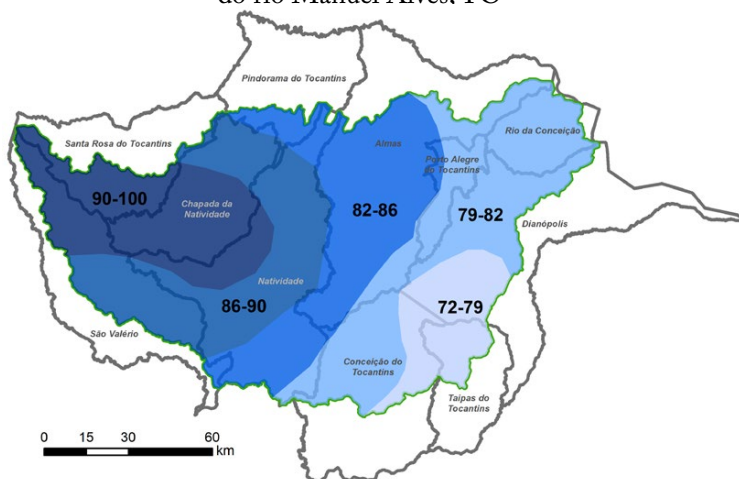 do rio Manuel Alves, TO
Pindorama do Tocantins
Santa Rosa do Tocantins
Almas
Rio da Conceição
Porto Alegre
do Tocantins
90-100
Chapada da
Natividade
82-86
79-82
Dianópolis
Natividade
86-90
72-79
São Valério
Conceição do
Tocantins
Taipas do
Tocantins
0 15 30 60
km